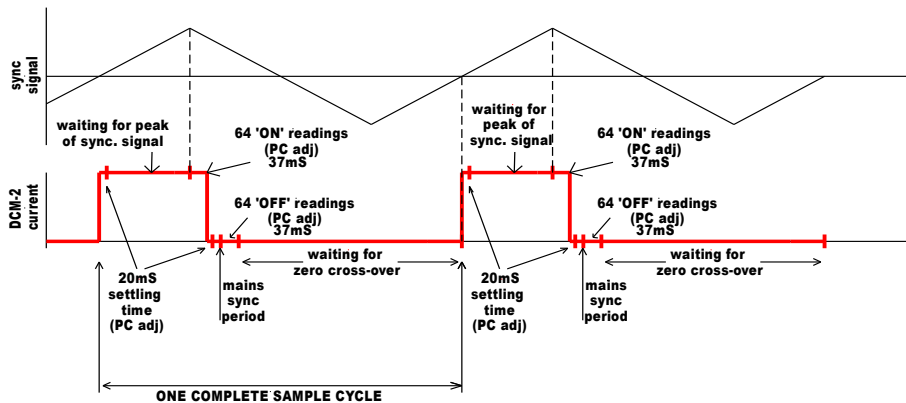 sync
signal
waiting for peak
of sync. signal
64 'ON' readings
(PC adj)
37mS
waiting for
peak of
sync. signal
64 'ON' readings
(PC adj)
37mS
DCM-2
current
64 'OFF' readings
(PC adj)
37mS
64 'OFF' readings
(PC adj)
37mS
waiting for
zero cross-over
waiting for
zero cross-over
20mS
settling
time
(PC adj)
mains
sync
period
20mS
settling
time
(PC adj)
mains
sync
period
ONE COMPLETE SAMPLE CYCLE